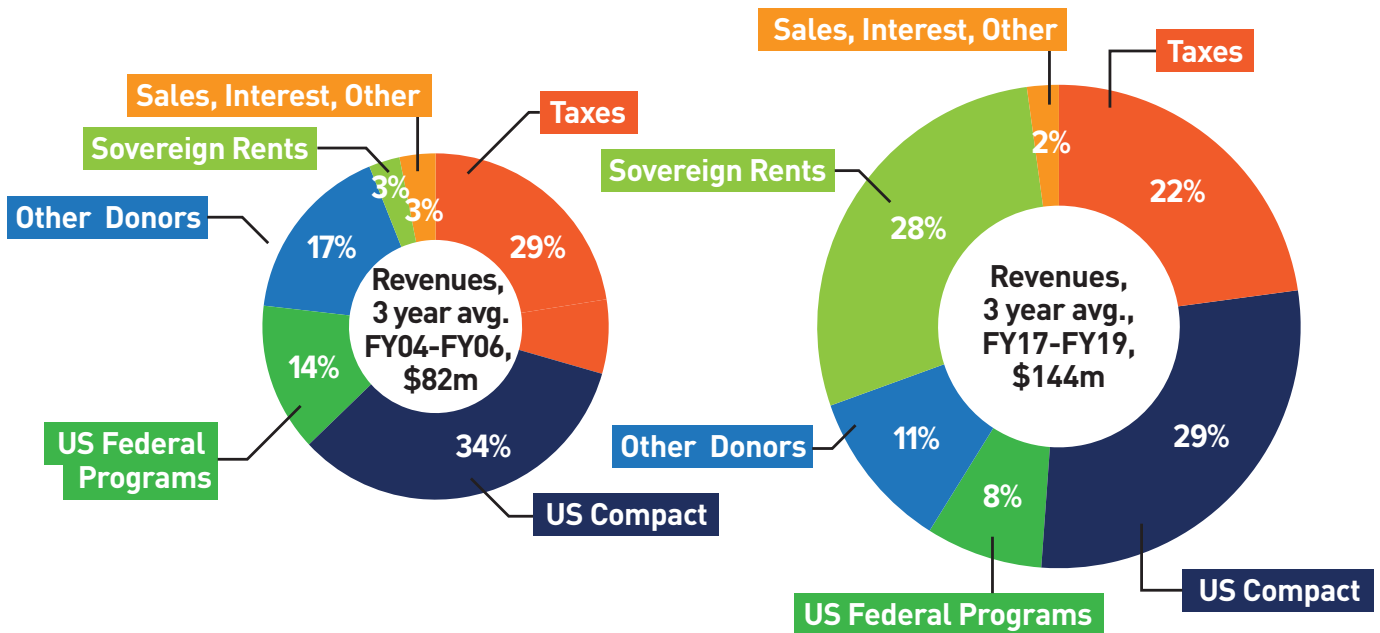 Sales, Interest, Other
Taxes
Sovereign Rents
Other Donors
3%
3%
29%
17%
Revenues,
3 year avg.
FY04-FY06,
$82m
14%
34%
US Federal
Programs
US Compact
Sales, Interest, Other
Taxes
2%
Sovereign Rents
22%
28%
Revenues,
3 year avg.,
FY17-FY19,
$144m
Other Donors
11%
29%
8%
US Compact
US Federal Programs